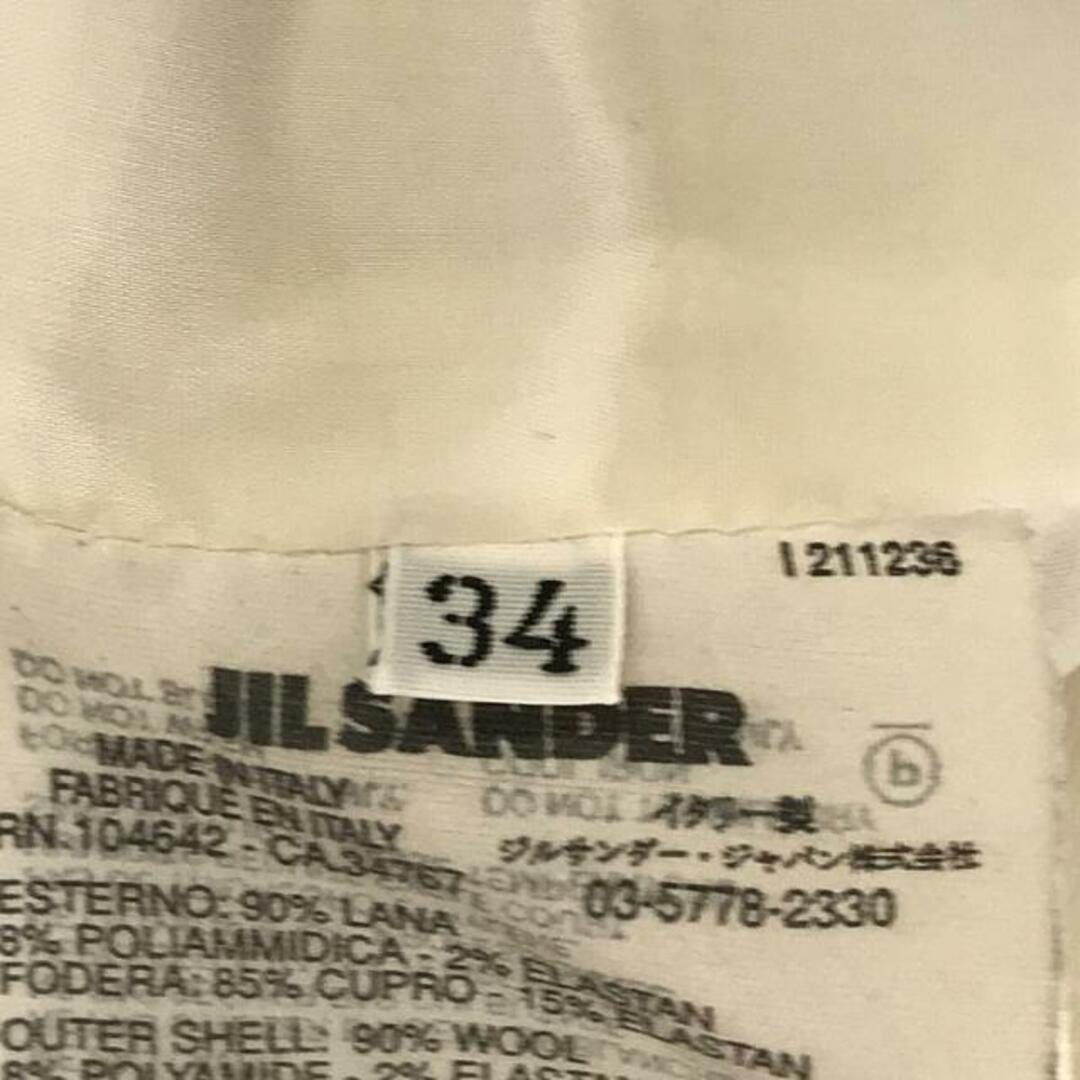 I 211236
34
JIL SANDER
b
MADE IN ITALY
FABRIQUE EN ITALY
RN.104642 - CA.34767
イタリー製
ジルサンダー・ジャパン株式会社
03-5778-2330
ESTERNO: 90% LANA
8% POLIAMMIDICA - 2% ELASTAN
FODERA: 85% CUPRO - 15% ELASTAN
OUTER SHELL: 90% WOOL
8% POLYAMIDE - 2%